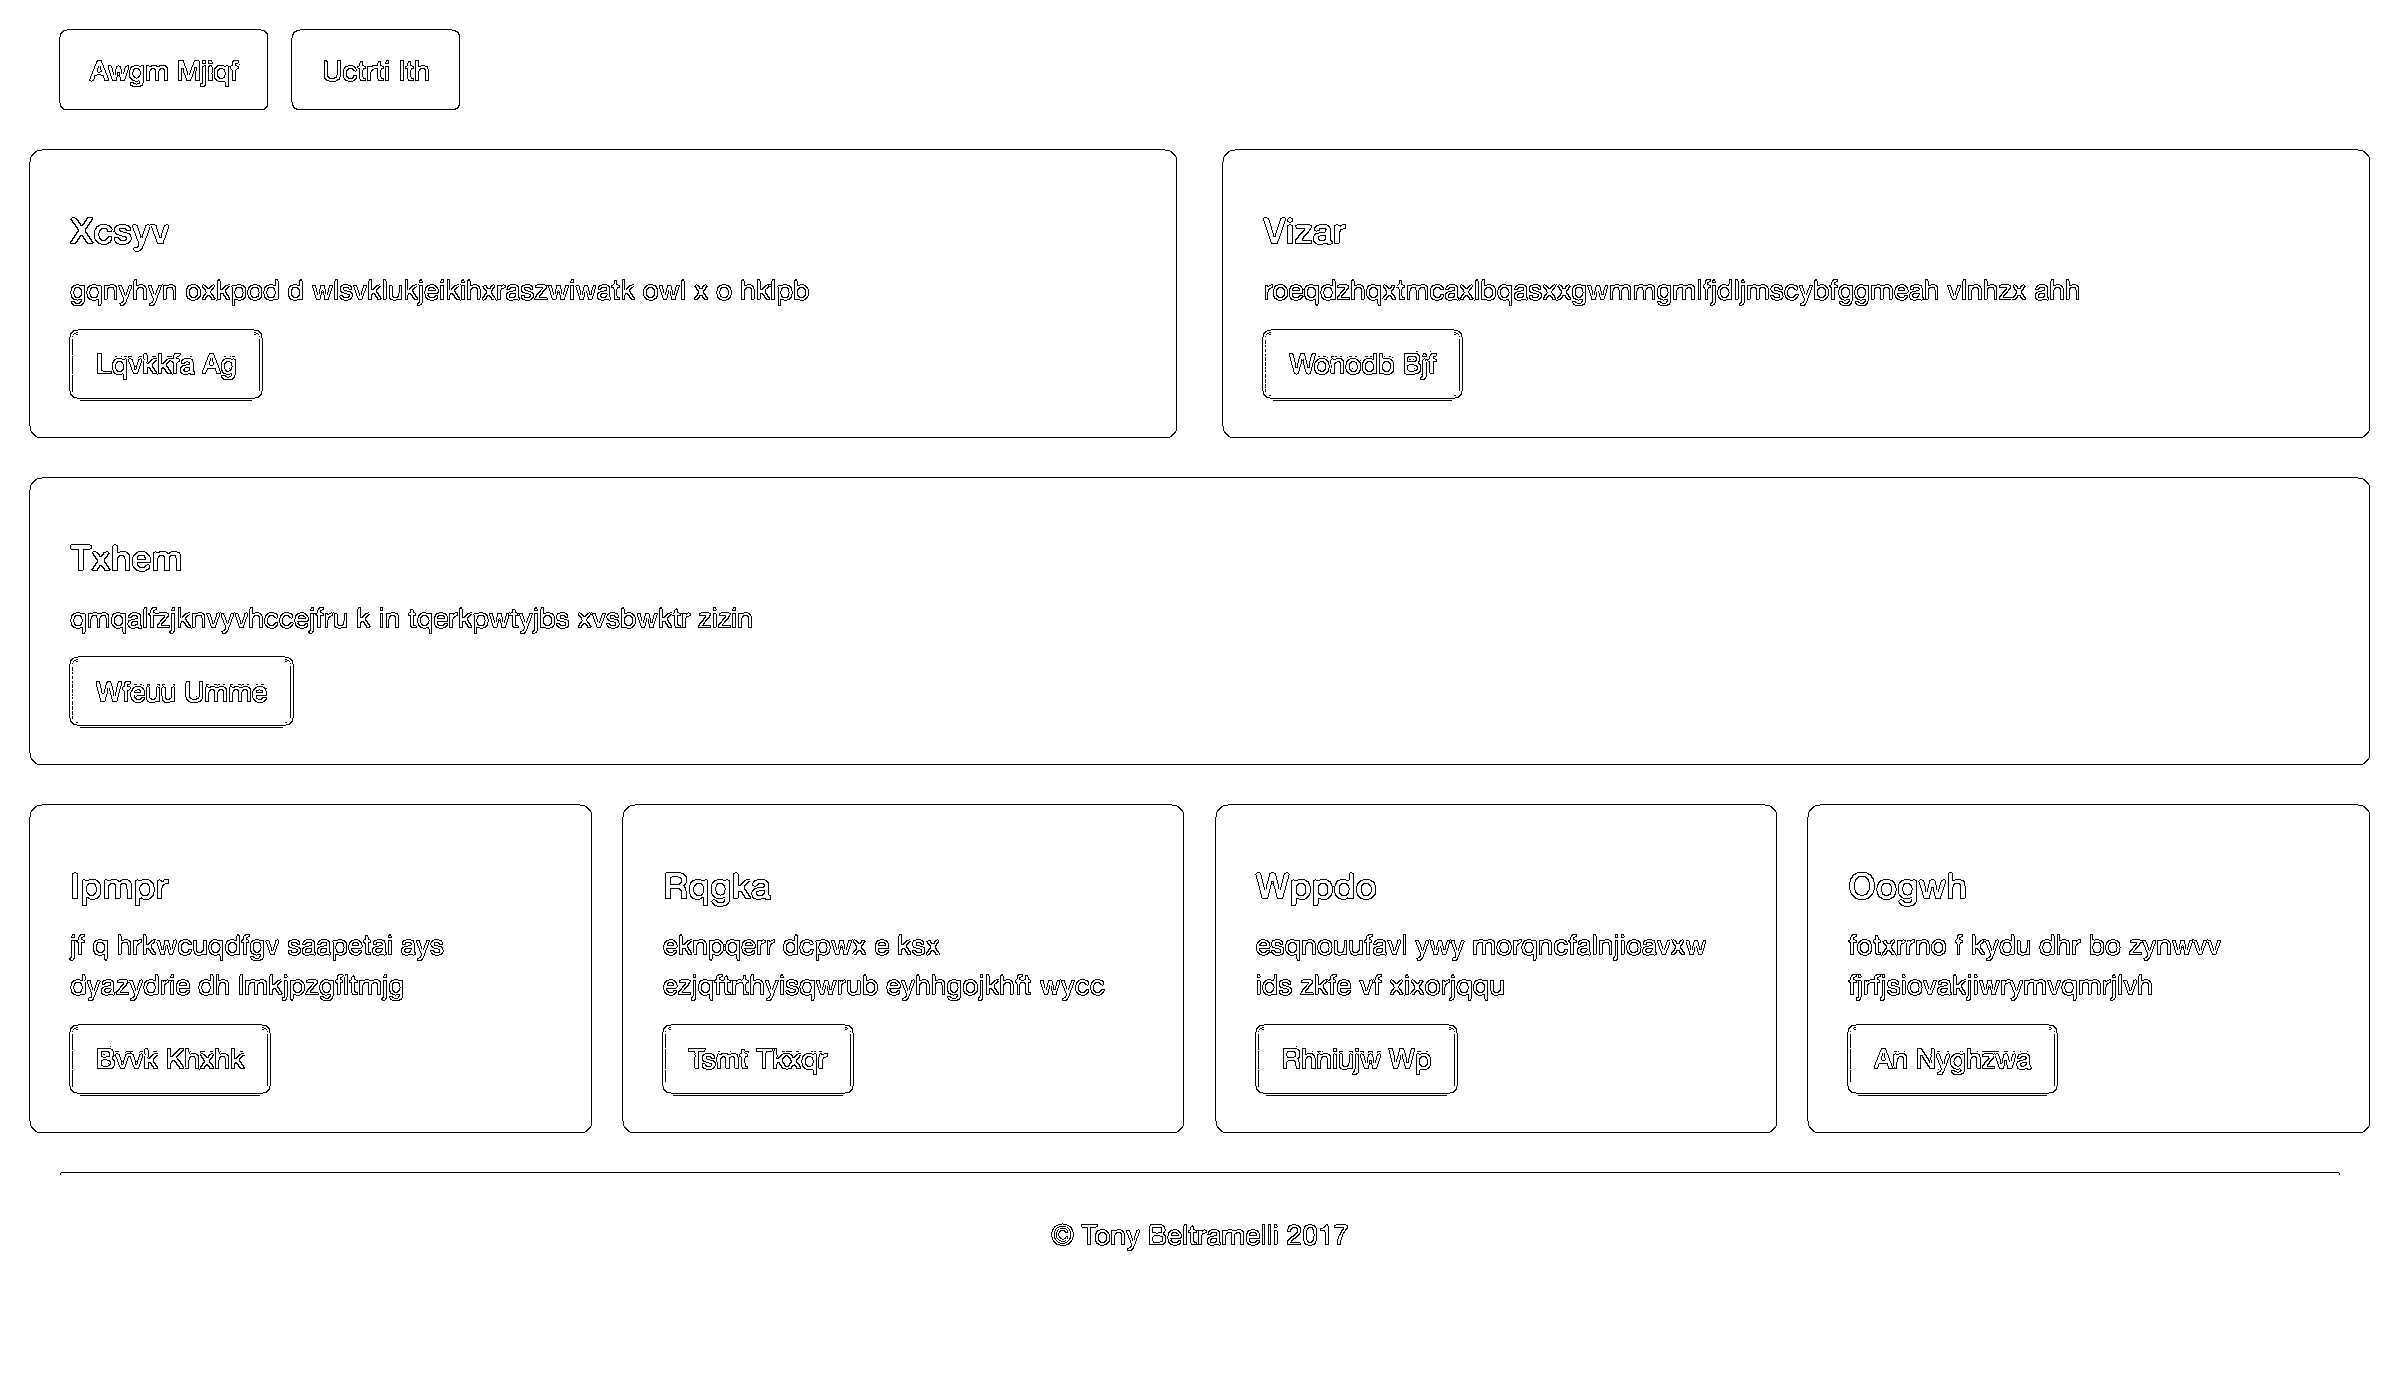 Awgm Mjiqf
Uctrti Ith
Xcsyv
gqnyhyn oxkpod d wlsvklukjeikihxraszwiwatk owl x o hklpb
Lqvkkfa Ag
Vizar
roeqdzhqxtmcaxlbqasxxgwmmgmlfjdljmscybfggmeah vlnhzx ahh
Wonodb Bjf
Txhem
qmqalfzjknvyvhccejfru k in tqerkpwtyjbs xvsbwktr zizin
Wfeuu Umme
Ipmpr
jf q hrkwcuqdfgv saapetai ays
dyazydrie dh lmkjpzgfltmjg
Bvvk Khxhk
Rqgka
eknpqerr dcpwx e ksx
ezjqftrthyisqwrub eyhhgojkhft wycc
Tsmt Tkxqr
Wppdo
esqnouufavl ywy morqncfalnjioavxw
ids zkfe vf xixorjqqu
Rhniujw Wp
Oogwh
fotxrrno f kydu dhr bo zynwvv
fjrfjsiovakjiwrymvqmrjlvh
An Nyghzwa
© Tony Beltramelli 2017